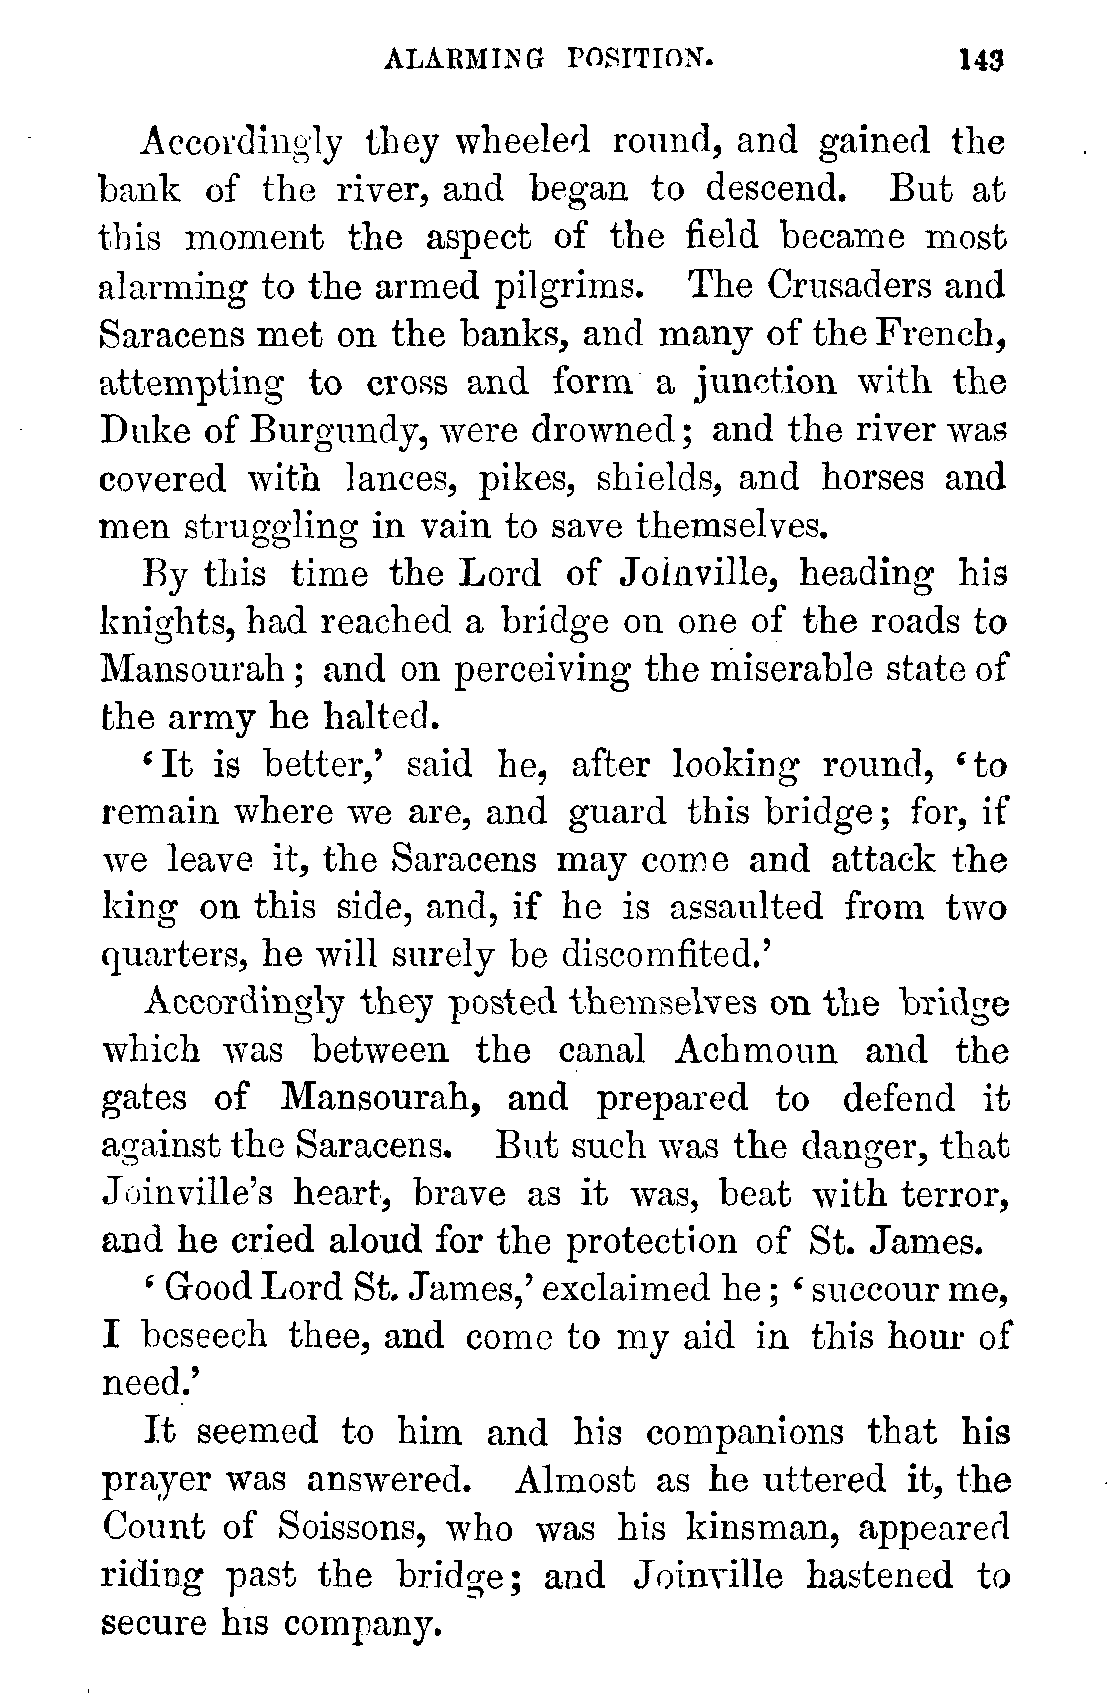 ALARMING POSITION. 143
Accordingly they wheeled round, and gained the
bank of the river, and began to descend. But at
this moment the aspect of the field became most
alarming to the armed pilgrims. The Crusaders and
Saracens met on the banks, and many of the French,
attempting to cross and form a junction with the
Duke of Burgundy, were drowned; and the river was
covered with lances, pikes, shields, and horses and
men struggling in vain to save themselves.
By this time the Lord of Joinville, heading his
knights, had reached a bridge on one of the roads to
Mansourah; and on perceiving the miserable state of
the army he halted.
‘It is better,’ said he, after looking round, ‘to
remain where we are, and guard this bridge; for, if
we leave it, the Saracens may come and attack the
king on this side, and, if he is assaulted from two
quarters, he will surely be discomfited.’
Accordingly they posted themselves on the bridge
which was between the canal Achmoun and the
gates of Mansourah, and prepared to defend it
against the Saracens. But such was the danger, that
Joinville’s heart, brave as it was, beat with terror,
and he cried aloud for the protection of St. James.
‘Good Lord St. James,’ exclaimed he; ‘succour me,
I beseech thee, and come to my aid in this hour of
need.’
It seemed to him and his companions that his
prayer was answered. Almost as he uttered it, the
Count of Soissons, who was his kinsman, appeared
riding past the bridge; and Joinville hastened to
secure his company.